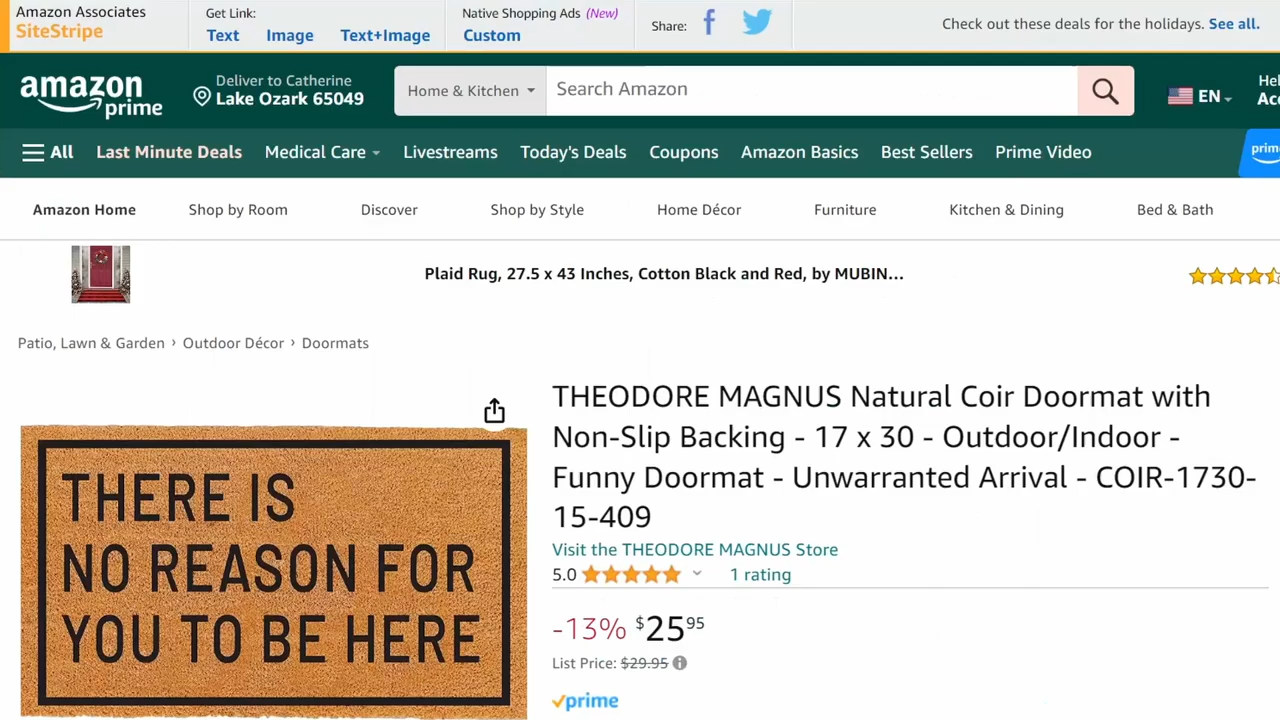 Amazon Associates
SiteStripe
Get Link:
Text Image Text+Image
Native Shopping Ads (New)
Custom
Share:
Check out these deals for the holidays. See all.
amazon
prime
Deliver to Catherine
Lake Ozark 65049
Home & Kitchen
Search Amazon
EN
All
Last Minute Deals
Medical Care
Livestreams
Today's Deals
Coupons
Amazon Basics
Best Sellers
Prime Video
Amazon Home
Shop by Room
Discover
Shop by Style
Home Décor
Furniture
Kitchen & Dining
Bed & Bath
Plaid Rug, 27.5 x 43 Inches, Cotton Black and Red, by MUBIN...
Patio, Lawn & Garden › Outdoor Décor › Doormats
THERE IS
NO REASON FOR
YOU TO BE HERE
THEODORE MAGNUS Natural Coir Doormat with
Non-Slip Backing - 17 x 30 - Outdoor/Indoor -
Funny Doormat - Unwarranted Arrival - COIR-1730-
15-409
Visit the THEODORE MAGNUS Store
5.0 1 rating
-13% $25 95
List Price: $29.95
prime